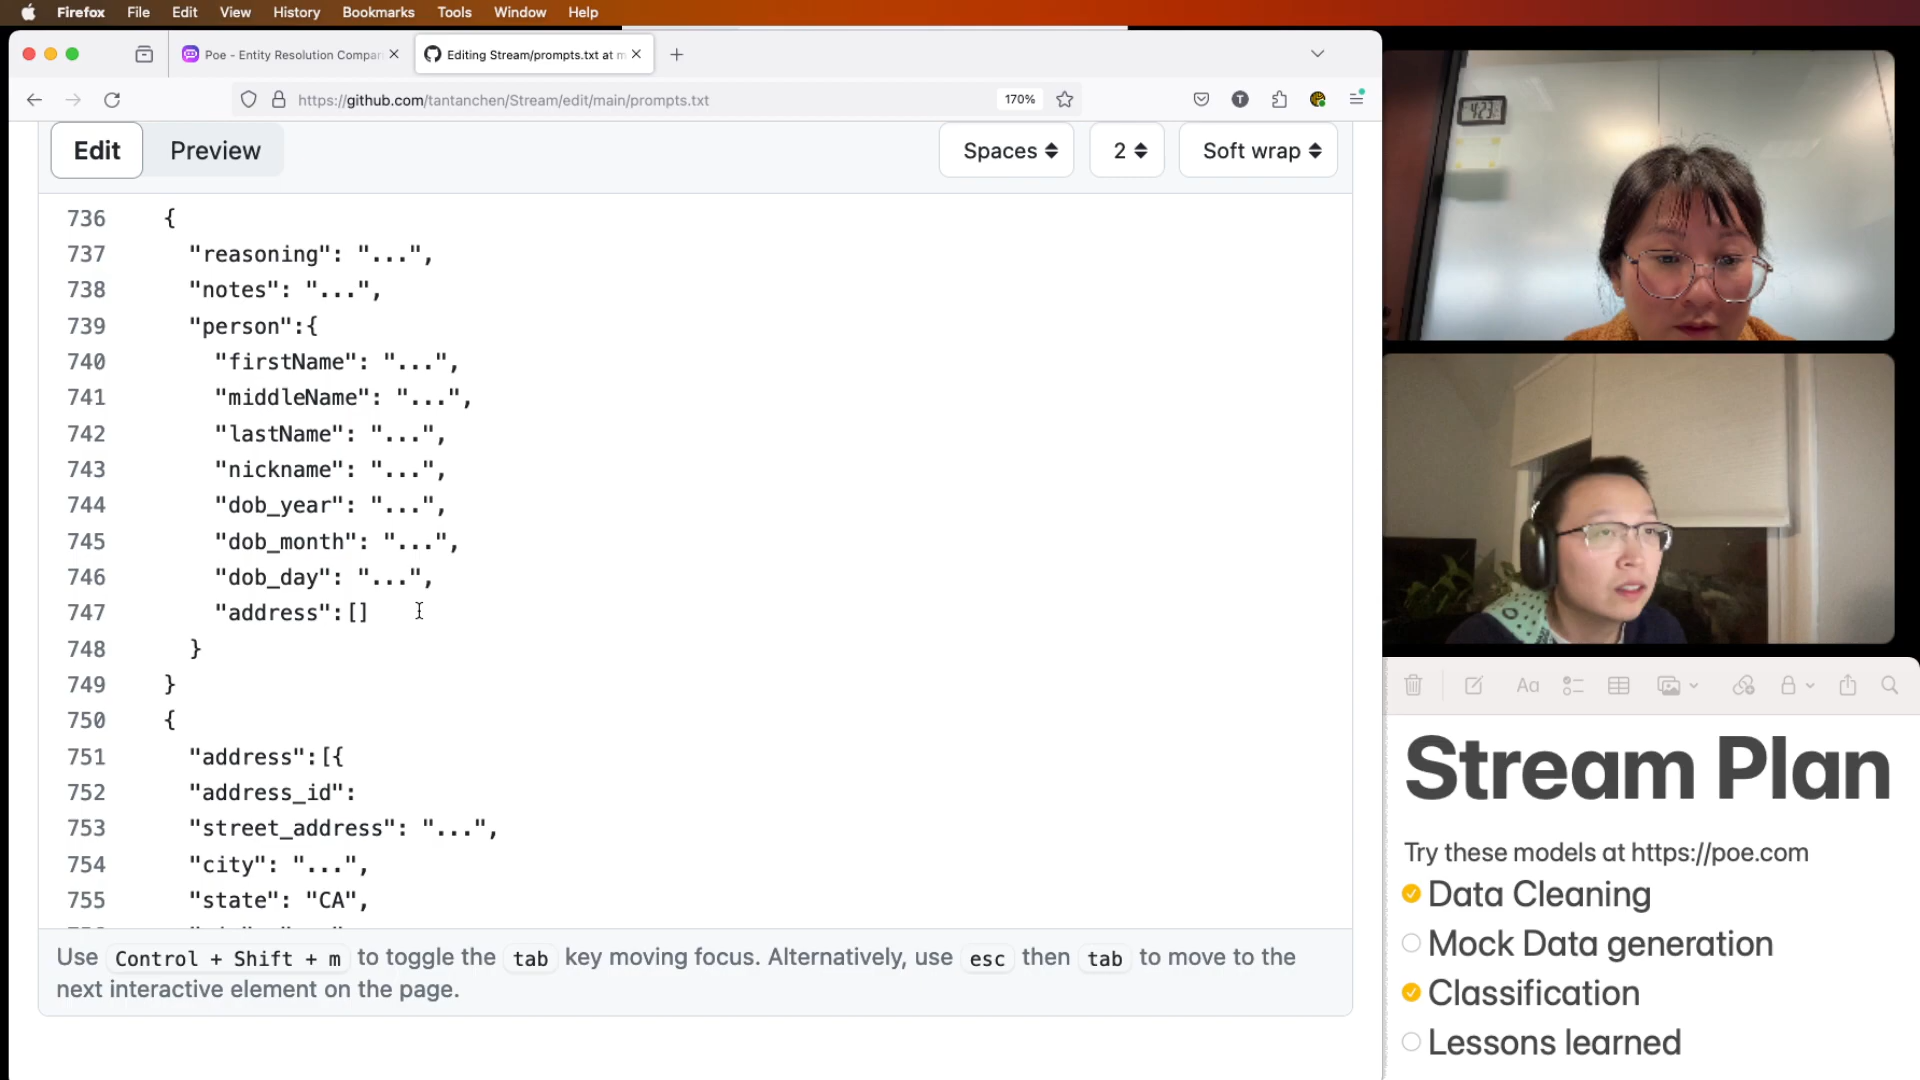 Firefox File Edit View History Bookmarks Tools Window Help
Poe - Entity Resolution Compar
Editing Stream/prompts.txt at m
https://github.com/tantanchen/Stream/edit/main/prompts.txt
170%
T
Edit Preview
Spaces 2 Soft wrap
736 {
737 "reasoning": "...",
738 "notes": "...",
739 "person":{
740 "firstName": "...",
741 "middleName": "...",
742 "lastName": "...",
743 "nickname": "...",
744 "dob_year": "...",
745 "dob_month": "...",
746 "dob_day": "...",
747 "address":[]
748 }
749 }
750 {
751 "address":[{
752 "address_id":
753 "street_address": "...",
754 "city": "...",
755 "state": "CA",
Use Control + Shift + m to toggle the tab key moving focus. Alternatively, use esc then tab to move to the
next interactive element on the page.
4:23
Aa
Stream Plan
Try these models at https://poe.com
Data Cleaning
Mock Data generation
Classification
Lessons learned